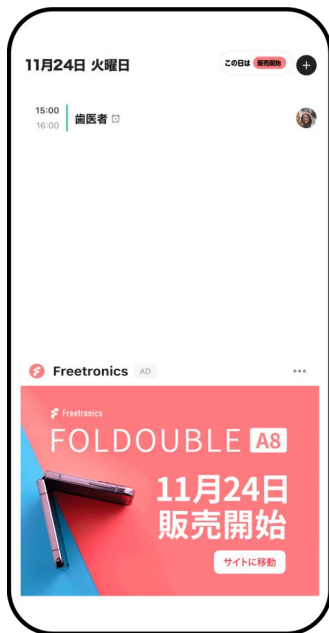 11月24日 火曜日
この日は 販売開始
+
15:00
16:00
歯医者
Freetronics AD
Freetronics
FOLDOUBLE A8
11月24日
販売開始
サイトに移動